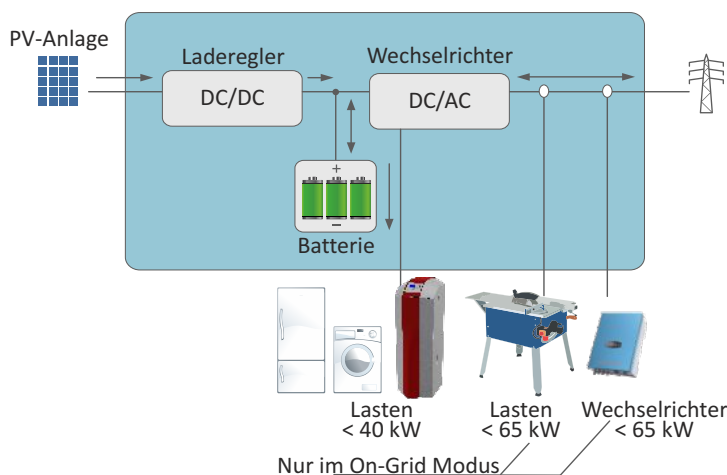 PV-Anlage
Laderegler
Wechselrichter
DC/DC
DC/AC
+
–
Batterie
Lasten
< 40 kW
Lasten
< 65 kW
Wechselrichter
< 65 kW
Nur im On-Grid Modus